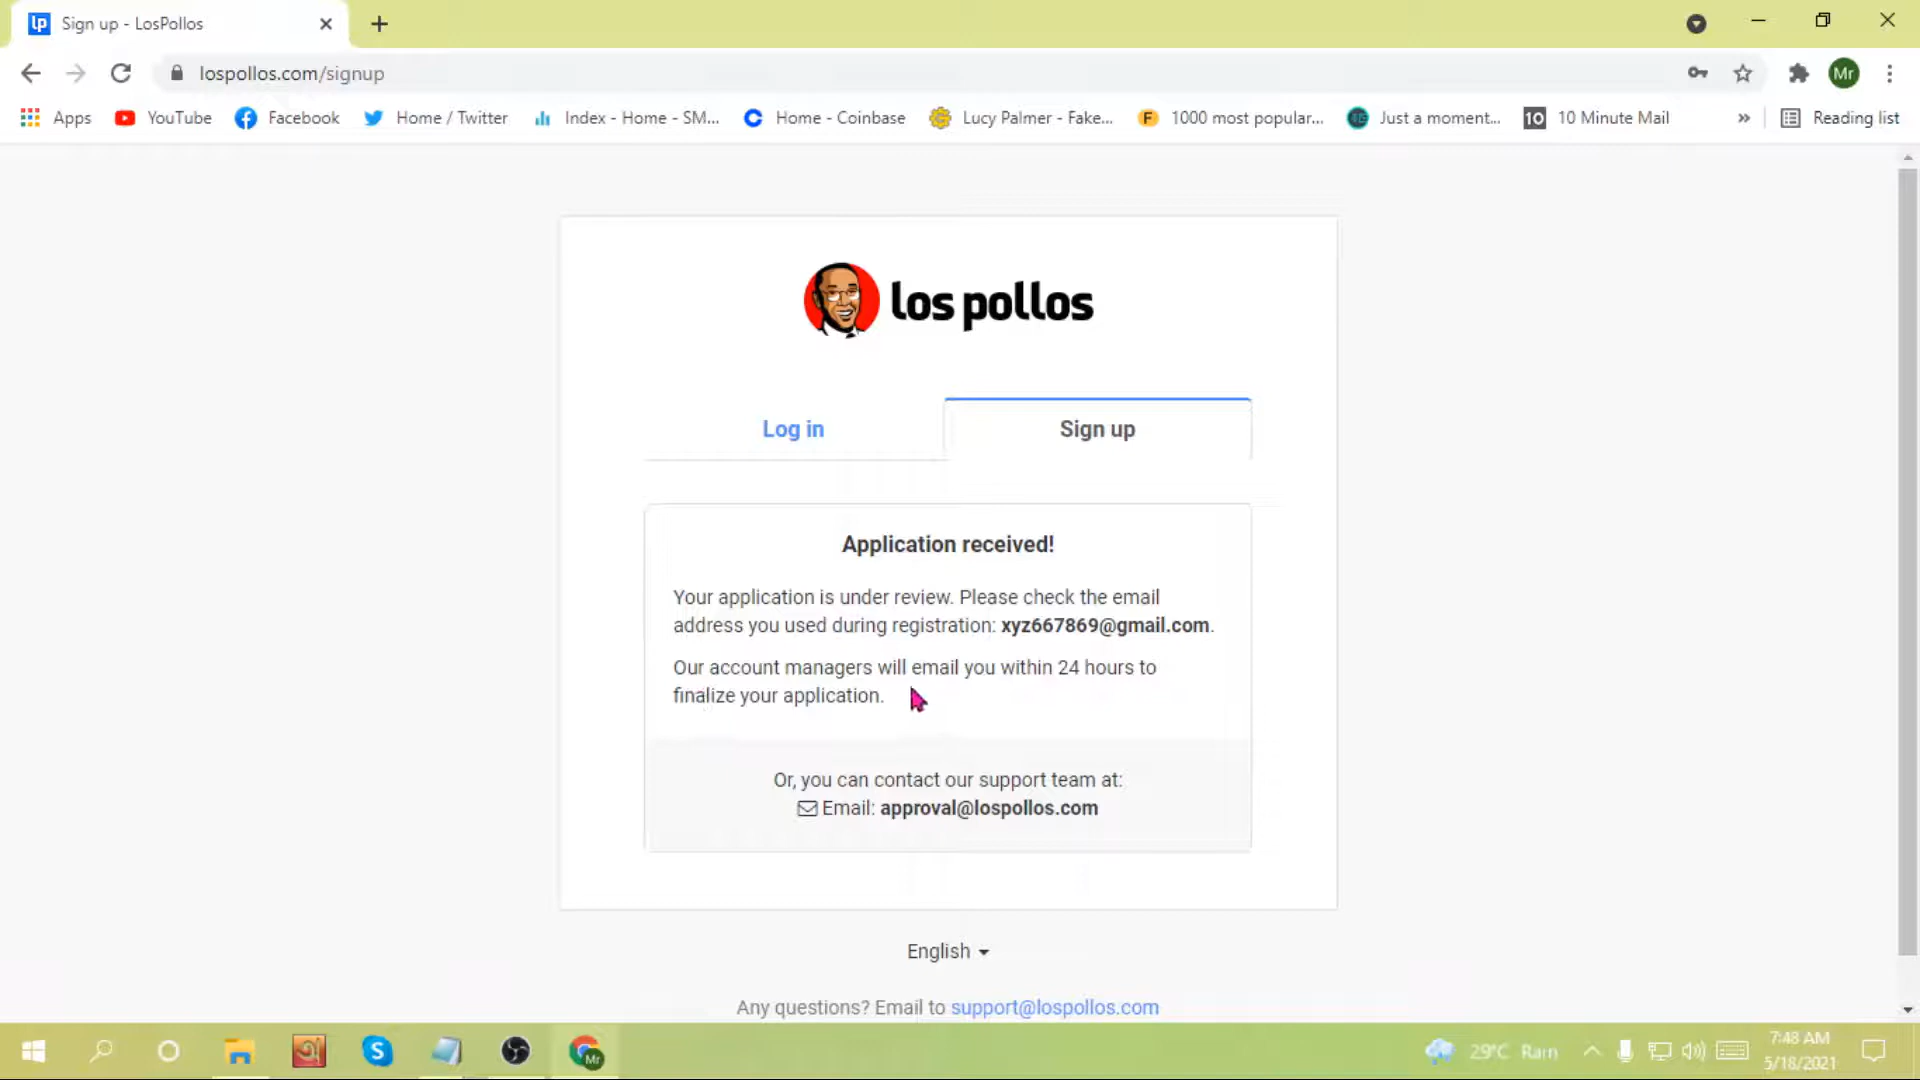 Sign up - LosPollos
lospollos.com/signup
Mr
Apps YouTube Facebook Home / Twitter Index - Home - SM... Home - Coinbase Lucy Palmer - Fake... F 1000 most popular... Just a moment... 10 10 Minute Mail » Reading list
los pollos
Log in Sign up
Application received!
Your application is under review. Please check the email
address you used during registration: xyz667869@gmail.com.
Our account managers will email you within 24 hours to
finalize your application.
Or, you can contact our support team at:
Email: approval@lospollos.com
English
Any questions? Email to support@lospollos.com
29°C Rain
7:48 AM
5/18/2021